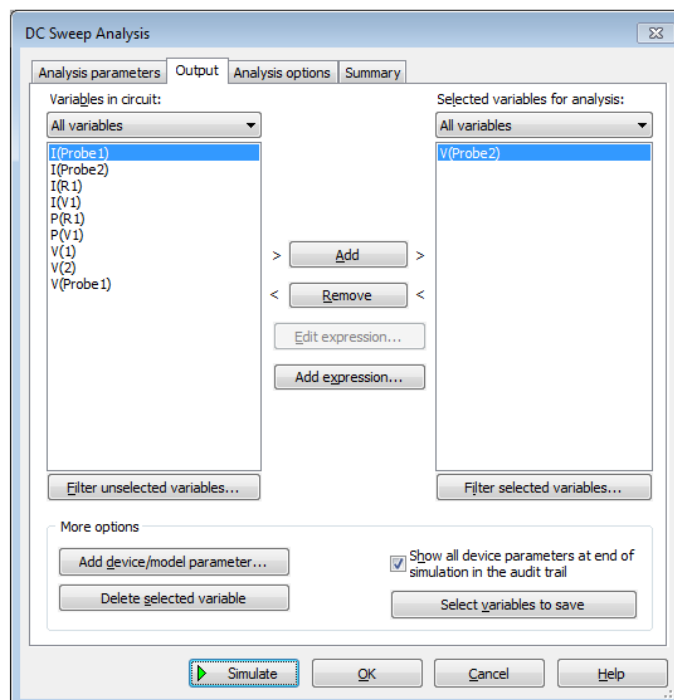 DC Sweep Analysis
Analysis parameters Output Analysis options Summary
Variables in circuit:
All variables
I(Probe1)
I(Probe2)
I(R1)
I(V1)
P(R1)
P(V1)
V(1)
V(2)
V(Probe1)
> Add >
< Remove <
Edit expression...
Add expression...
Selected variables for analysis:
All variables
V(Probe2)
Filter unselected variables...
Filter selected variables...
More options
Add device/model parameter...
Delete selected variable
Show all device parameters at end of
simulation in the audit trail
Select variables to save
Simulate OK Cancel Help